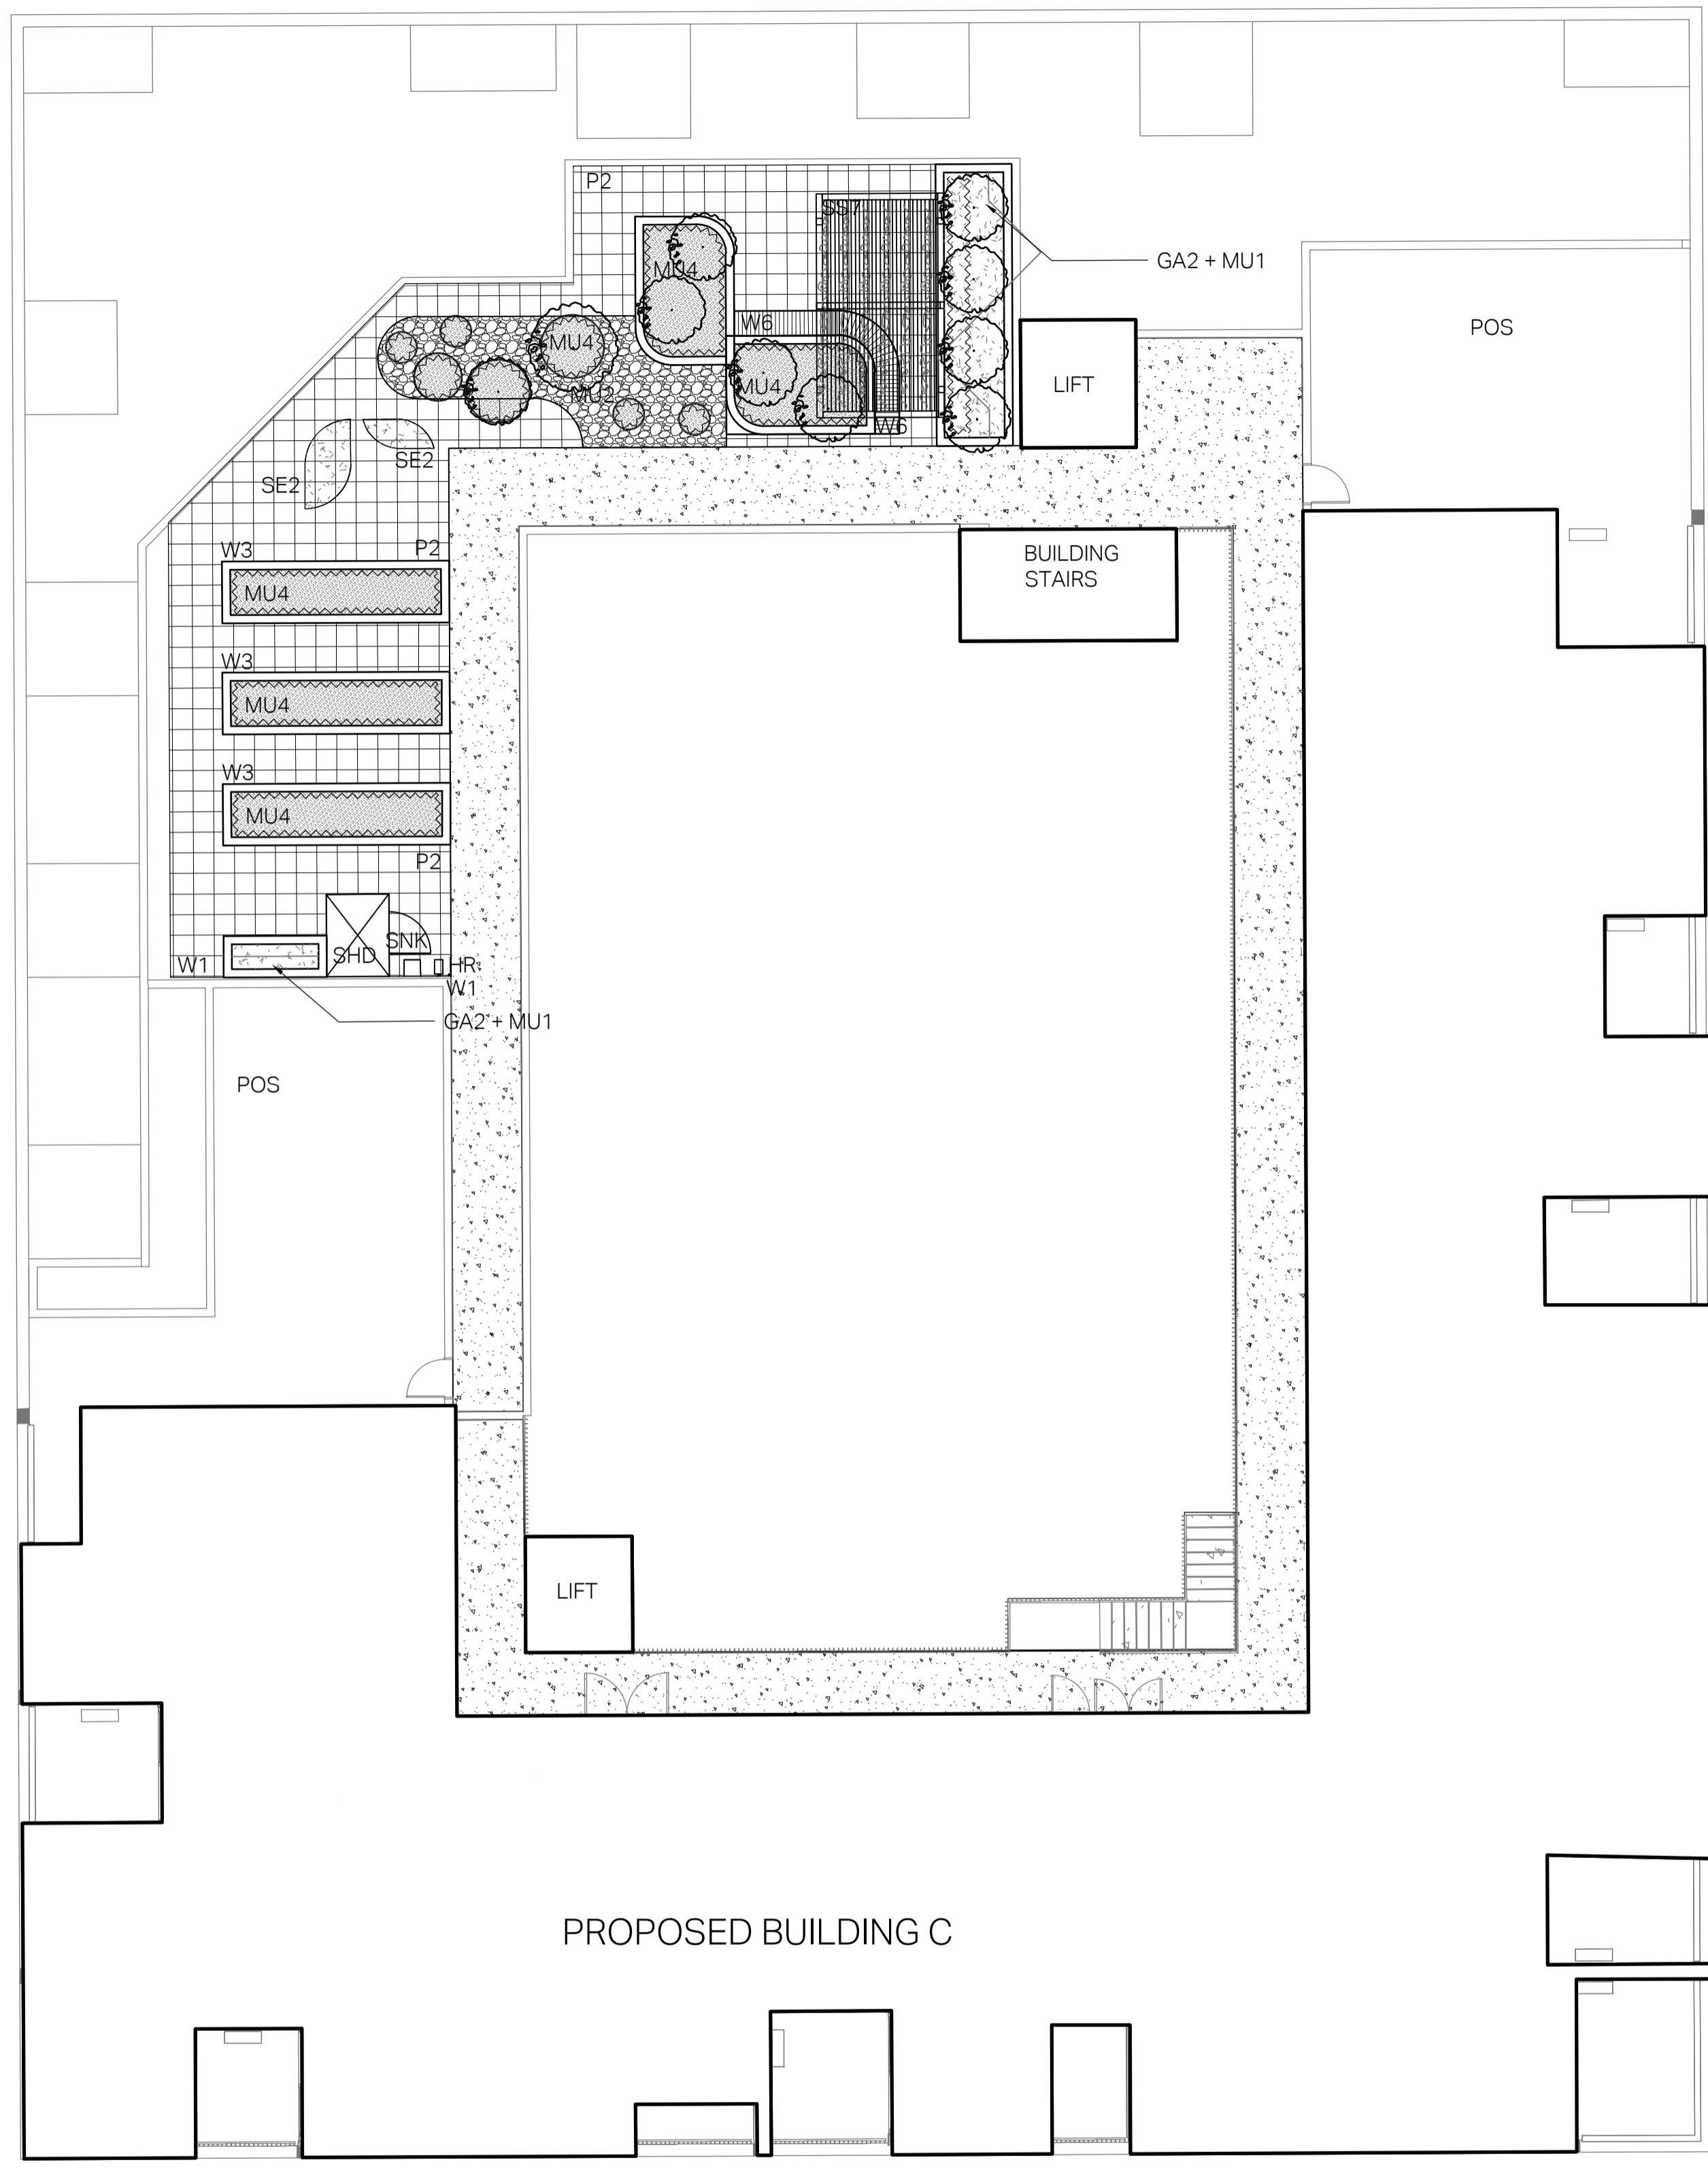 P2
SS7
MU4
GA2 + MU1
W6
POS
MU4
LIFT
MU4
MU2
W6
SE2
SE2
W3
P2
BUILDING
STAIRS
MU4
W3
MU4
W3
MU4
P2
SNK
SHD
W1
HR
W1
GA2 + MU1
POS
LIFT
PROPOSED BUILDING C